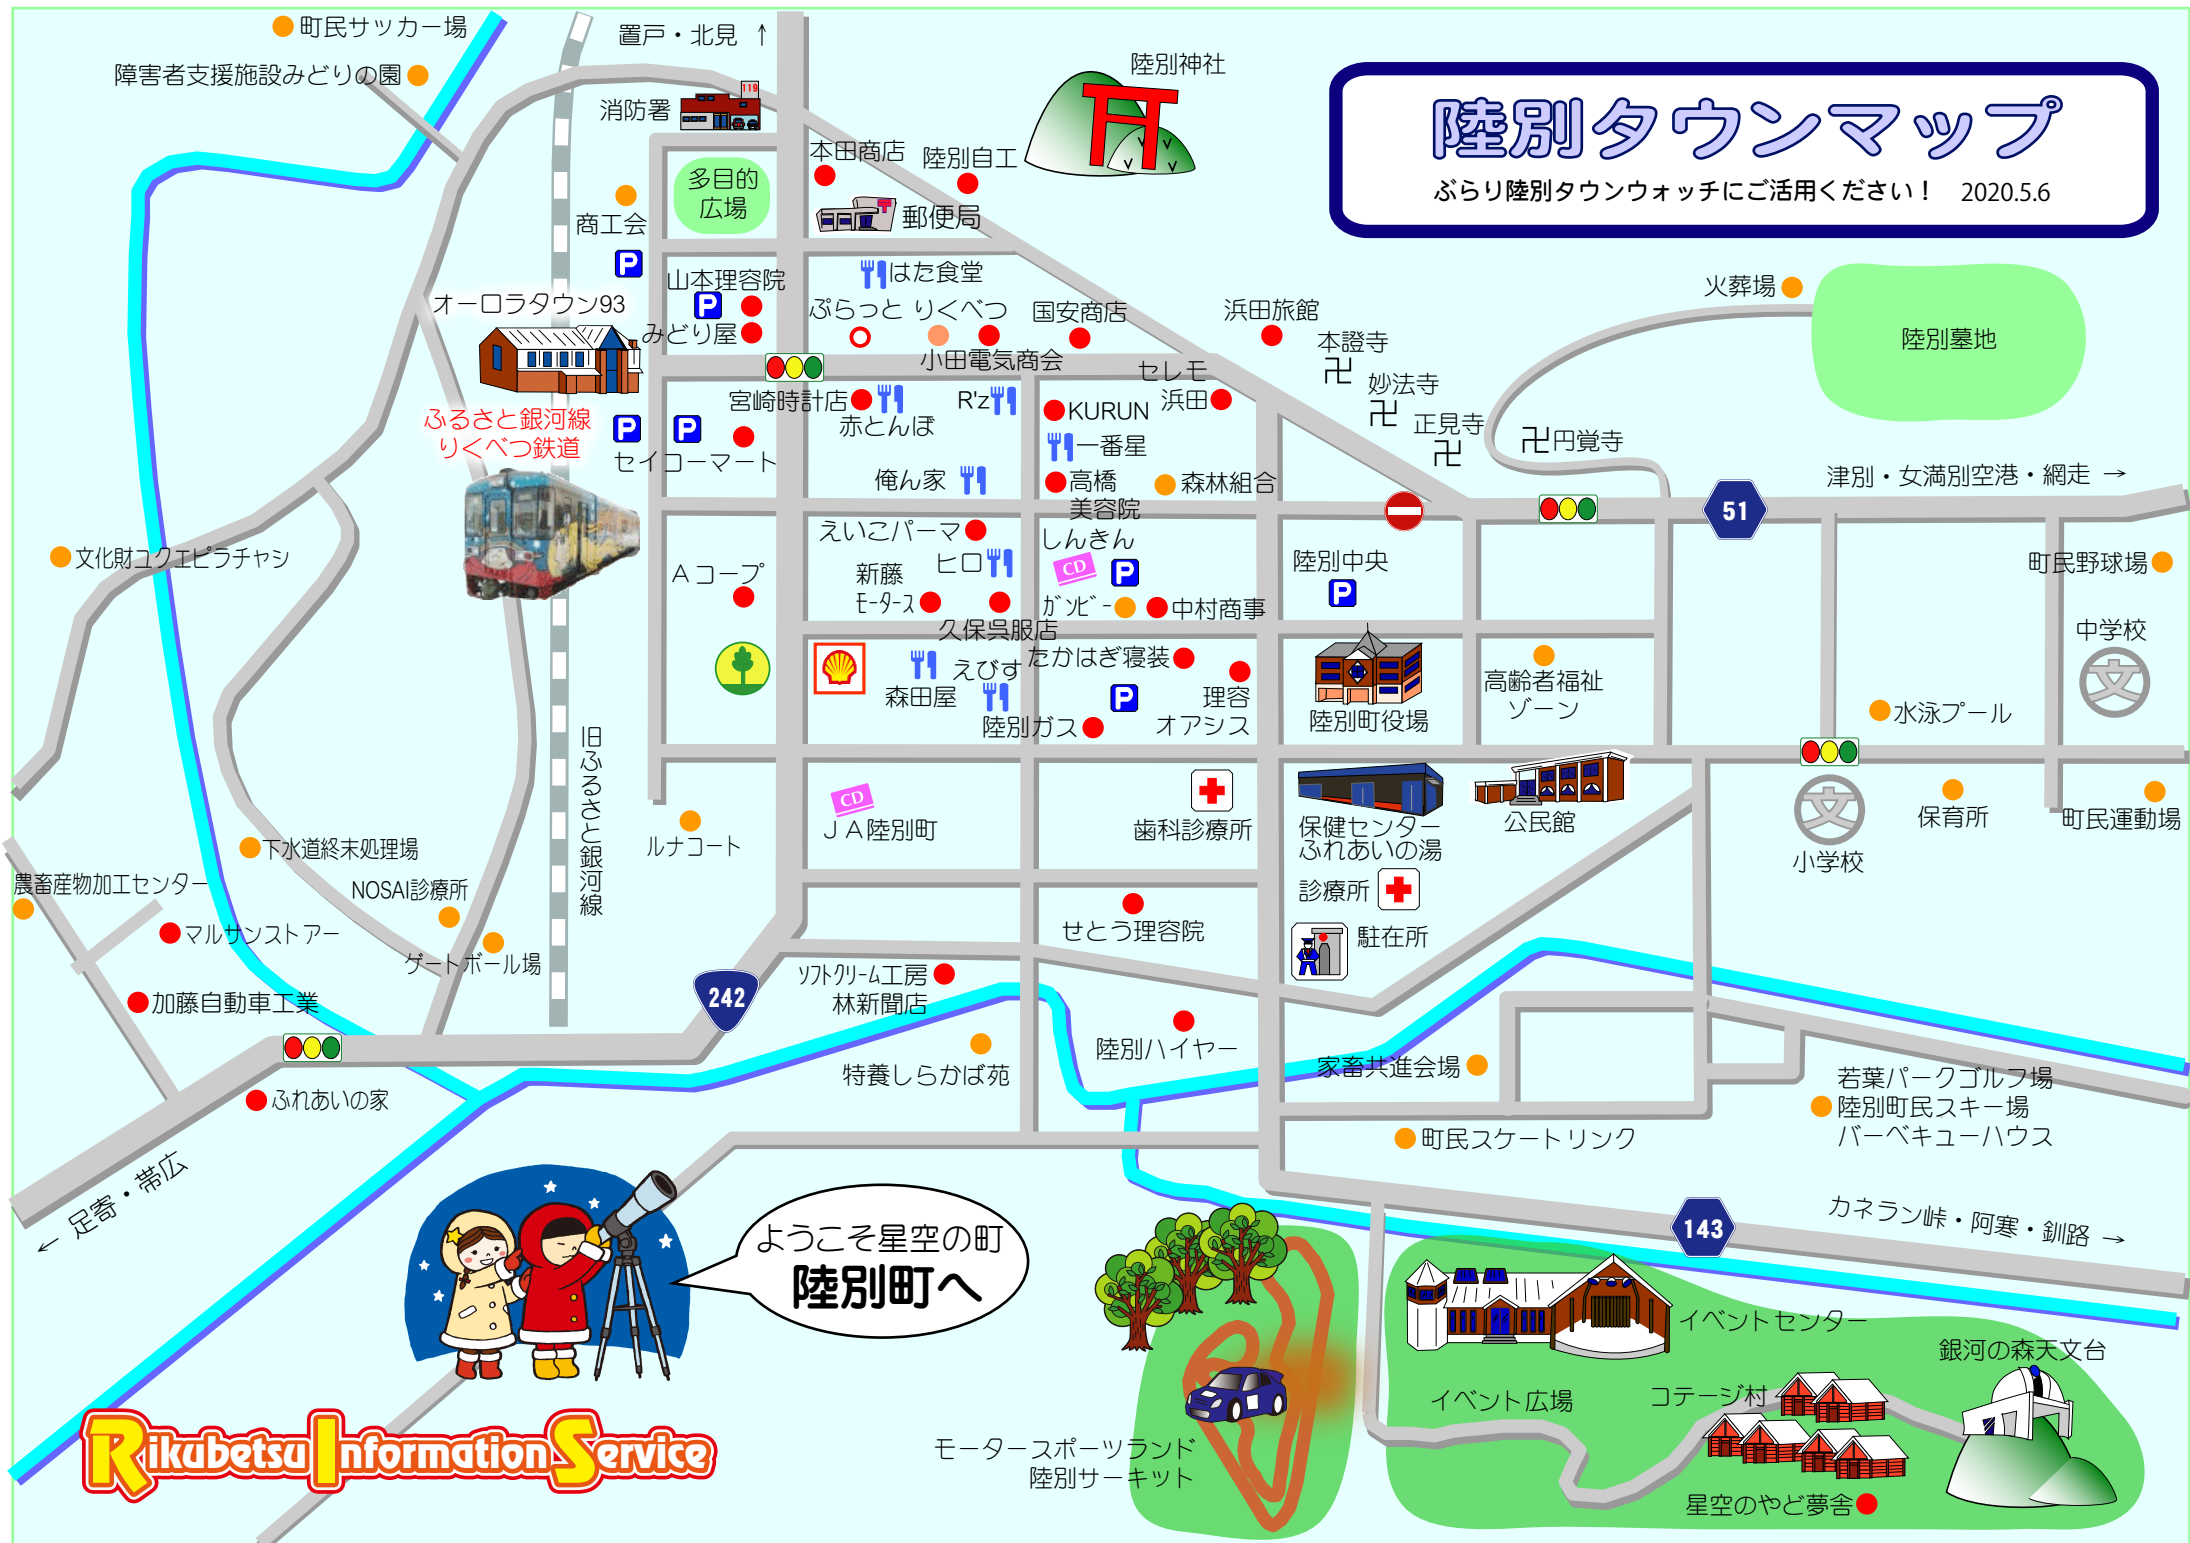 町民サッカー場
障害者支援施設みどりの園
置戸・北見 ↑
消防署
119
陸別神社
陸別タウンマップ
ぶらり陸別タウンウォッチにご活用ください！ 2020.5.6
多目的
広場
本田商店
陸別自工
商工会
郵便局
P
山本理容院
P
みどり屋
はた食堂
ぷらっと りくべつ
国安商店
小田電気商会
浜田旅館
火葬場
陸別墓地
オーロラタウン93
ふるさと銀河線
りくべつ鉄道
本證寺
卍
妙法寺
卍
正見寺
卍
卍円覚寺
セレモ
浜田
宮崎時計店
赤とんぼ
R'z
KURUN
一番星
P
P
セイコーマート
俺ん家
高橋
美容院
森林組合
津別・女満別空港・網走 →
51
文化財ユクエピラチャシ
えいこパーマ
しんきん
CD
P
ヒロ
新藤
ﾓｰﾀｰｽ
Aコープ
久保呉服店
ｶﾞﾝﾋﾞｰ
中村商事
陸別中央
P
町民野球場
中学校
文
森田屋
えびす
たかはぎ寝装
P
陸別ガス
理容
オアシス
陸別町役場
高齢者福祉
ゾーン
水泳プール
旧ふるさと銀河線
ルナコート
CD
JA陸別町
歯科診療所
保健センター
ふれあいの湯
公民館
文
小学校
保育所
町民運動場
下水道終末処理場
農畜産物加工センター
NOSAI診療所
マルサンストアー
ゲートボール場
加藤自動車工業
診療所
駐在所
せとう理容院
242
ｿﾌﾄｸﾘｰﾑ工房
林新聞店
陸別ハイヤー
特養しらかば苑
家畜共進会場
ふれあいの家
若葉パークゴルフ場
陸別町民スキー場
バーベキューハウス
町民スケートリンク
← 足寄・帯広
143
カネラン峠・阿寒・釧路 →
ようこそ星空の町
陸別町へ
イベントセンター
銀河の森天文台
イベント広場
コテージ村
モータースポーツランド
陸別サーキット
星空のやど夢舎
Rikubetsu Information Service